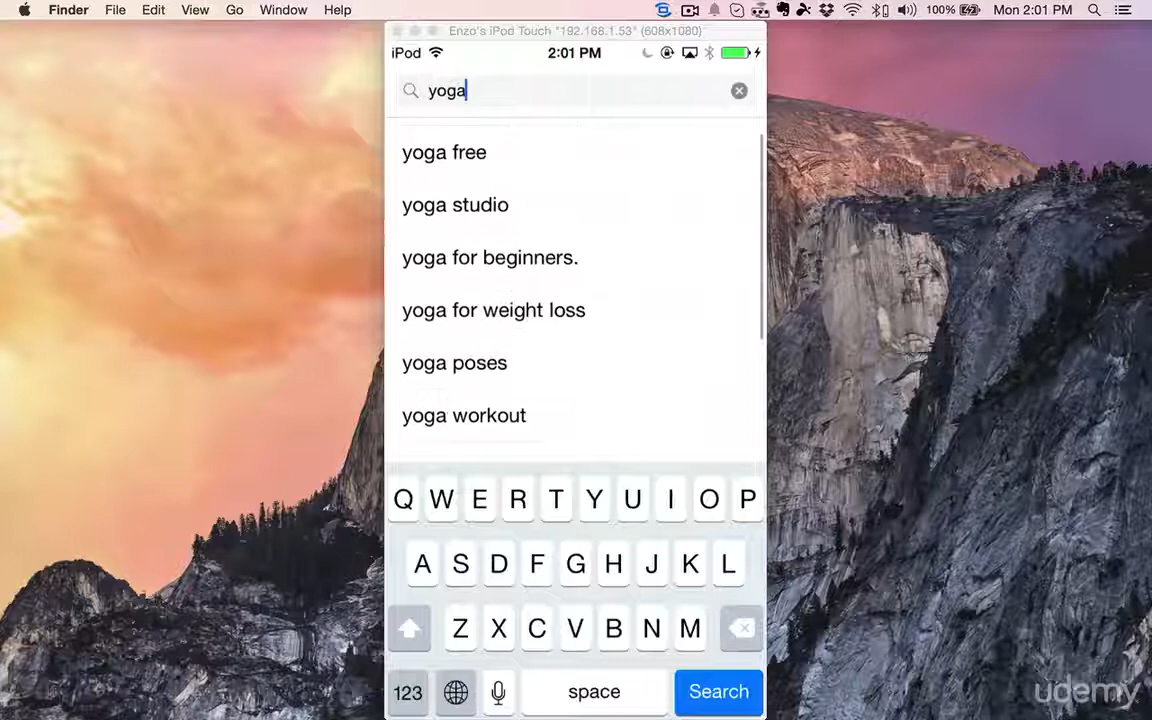 Finder File Edit View Go Window Help 100% Mon 2:01 PM
Enzo's iPod Touch "192.168.1.53" (608x1080)
iPod 2:01 PM
yoga
yoga free
yoga studio
yoga for beginners.
yoga for weight loss
yoga poses
yoga workout
Q W E R T Y U I O P
A S D F G H J K L
Z X C V B N M
123 space Search
udemy